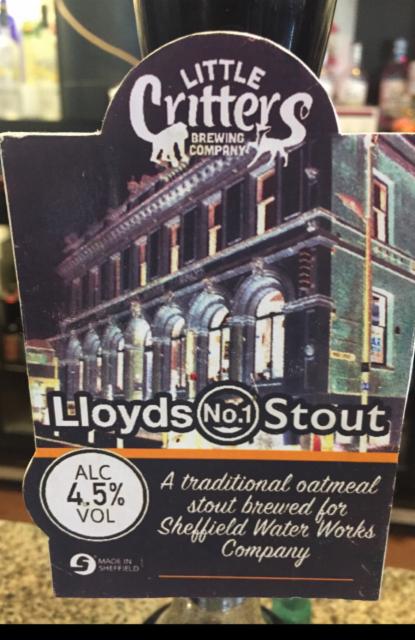 LITTLE
Critters
BREWING
COMPANY
Lloyds No.1 Stout
ALC
4.5%
VOL
A traditional oatmeal
stout brewed for
Sheffield Water Works
Company
MADE IN
SHEFFIELD